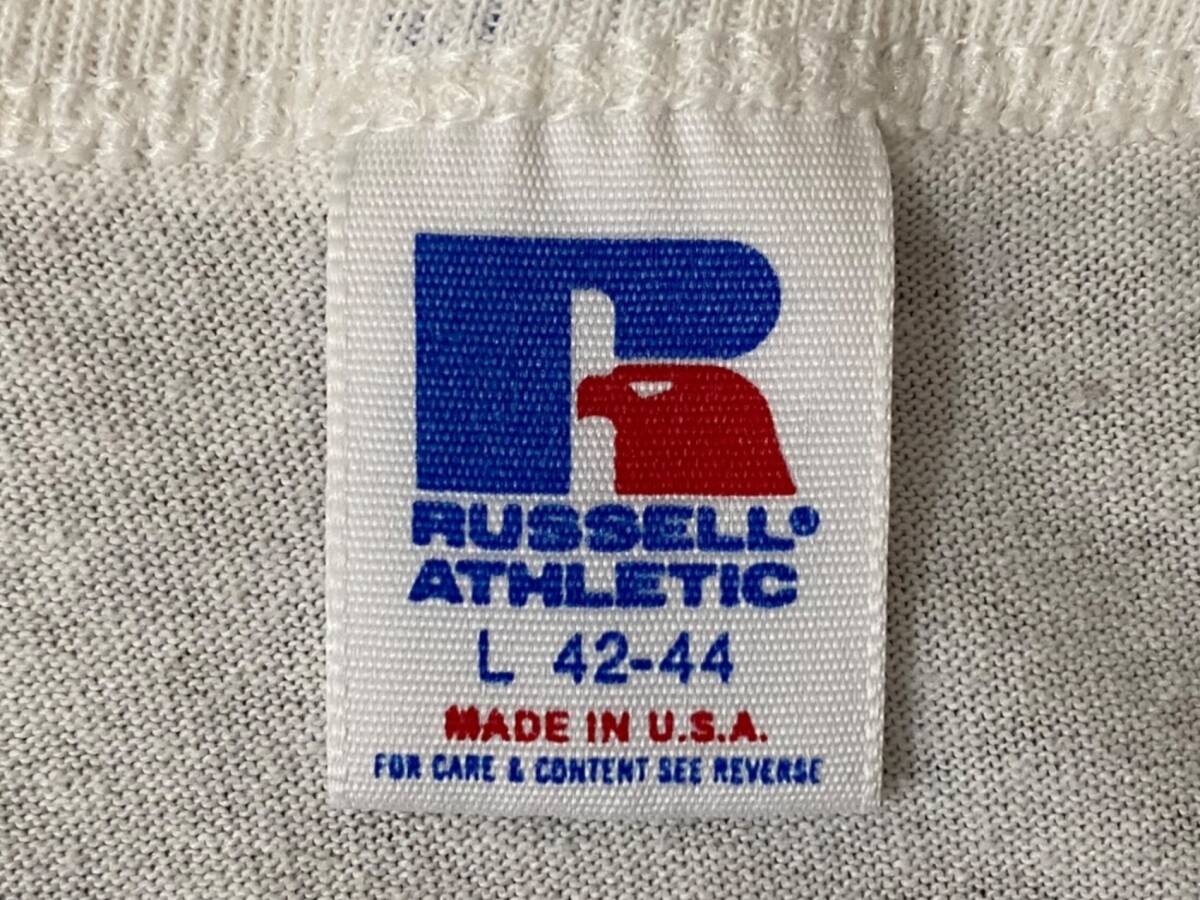 RUSSELL®
ATHLETIC
L 42-44
MADE IN U.S.A.
FOR CARE & CONTENT SEE REVERSE